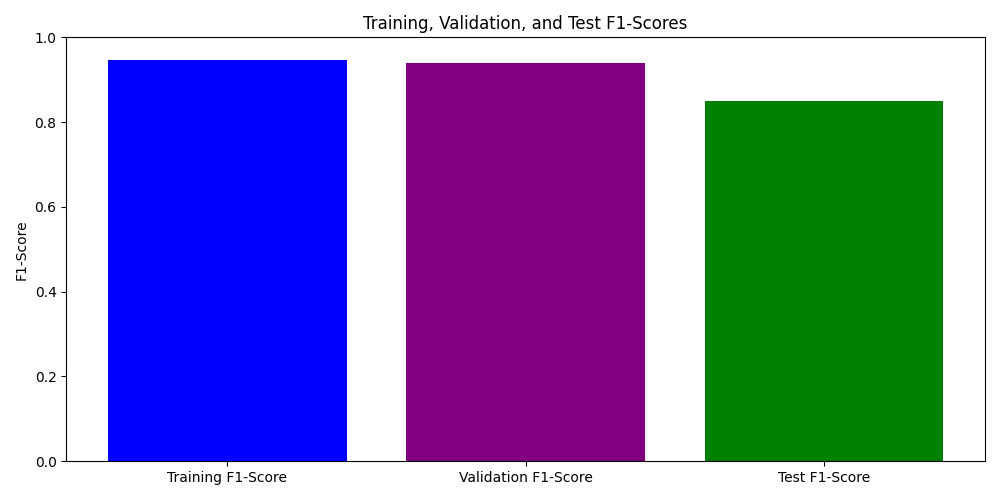 Training, Validation, and Test F1-Scores
1.0
0.8
0.6
0.4
0.2
0.0
F1-Score
Training F1-Score
Validation F1-Score
Test F1-Score